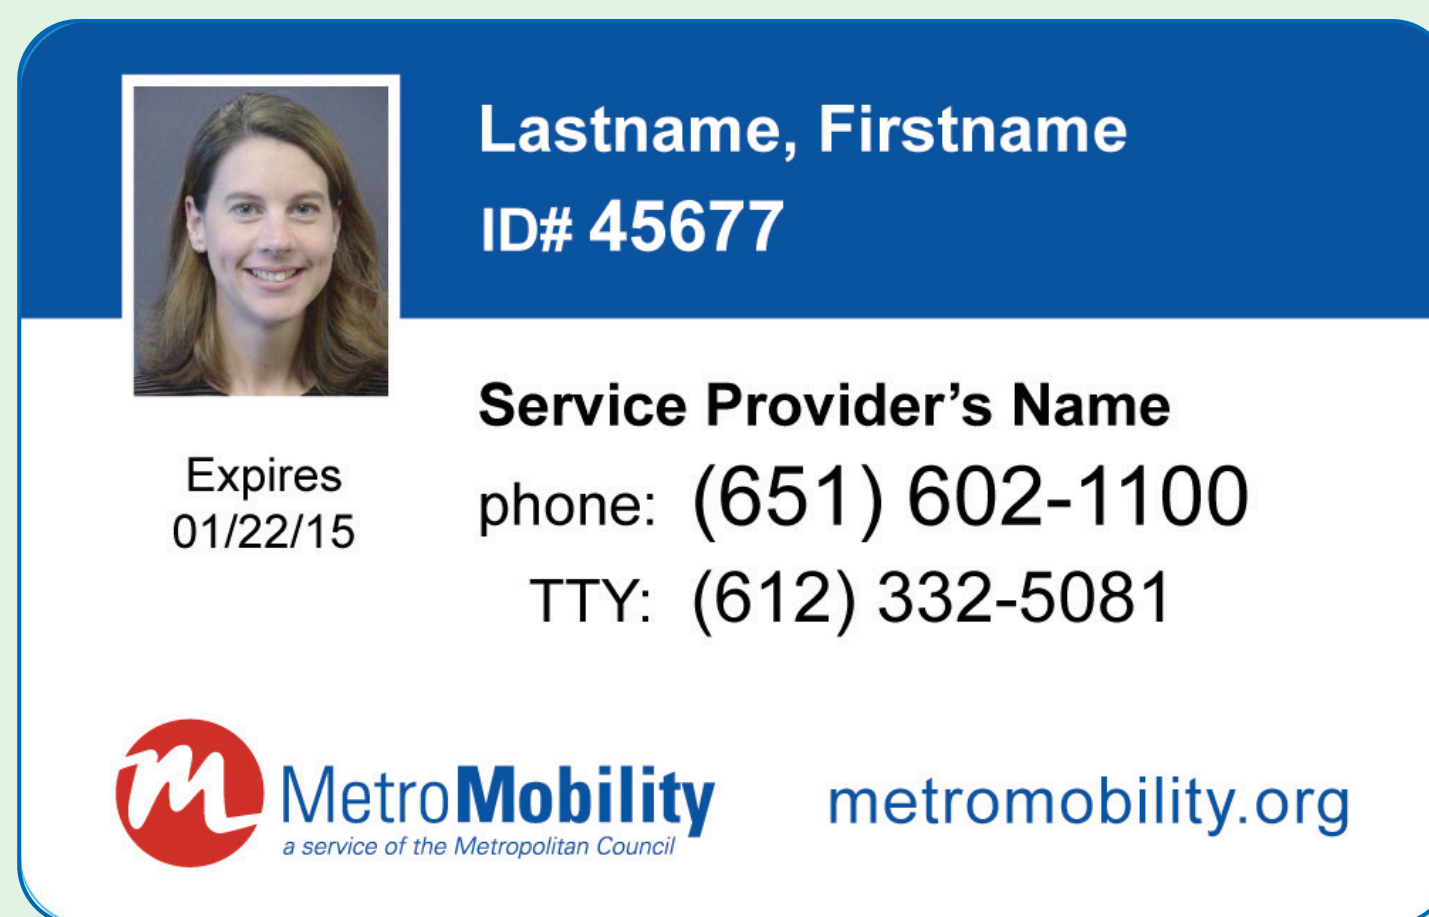 Lastname, Firstname
ID# 45677
Service Provider’s Name
phone: (651) 602-1100
TTY: (612) 332-5081
Expires
01/22/15
m
MetroMobility
a service of the Metropolitan Council
metromobility.org